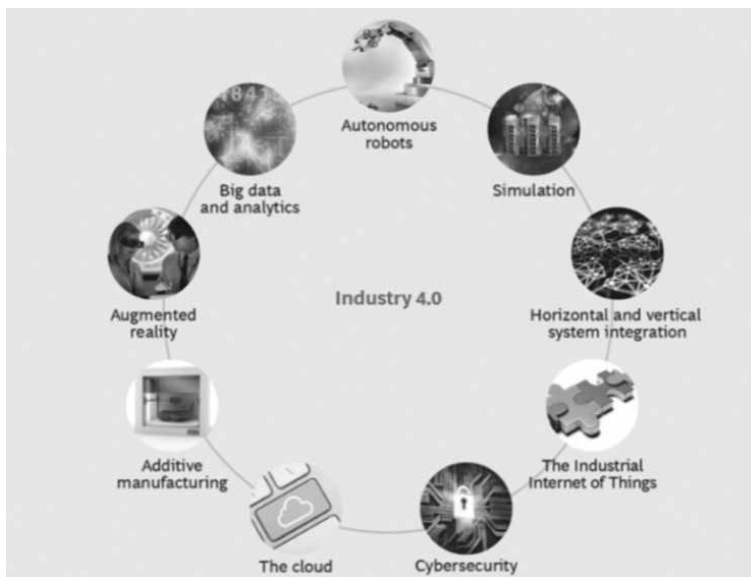 Autonomous
robots
Simulation
Horizontal and vertical
system integration
The Industrial
Internet of Things
Cybersecurity
The cloud
Additive
manufacturing
Augmented
reality
Big data
and analytics
Industry 4.0